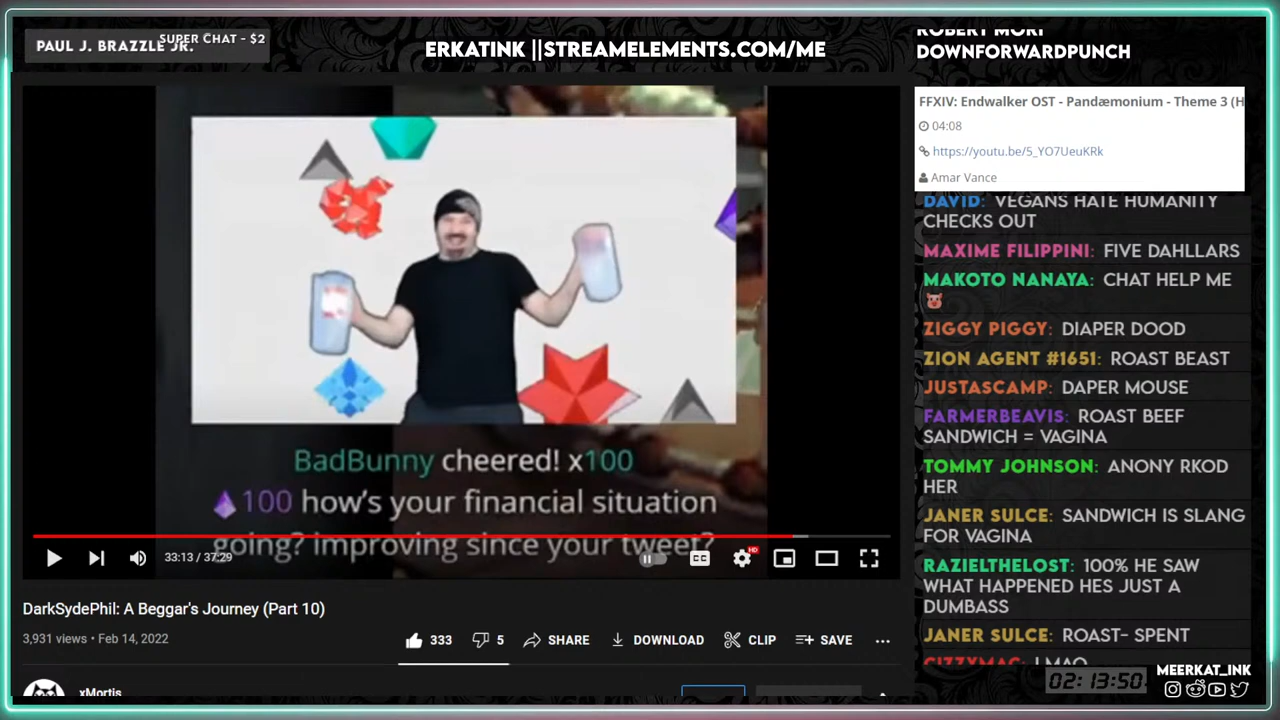 PAUL J. BRAZZLE JR.
SUPER CHAT - $2
ERKATINK ||STREAMELEMENTS.COM/ME
ROBERT MORI
DOWNFORWARDPUNCH
FFXIV: Endwalker OST - Pandæmonium - Theme 3 (H
04:08
https://youtu.be/5_YO7UeuKRk
Amar Vance
DAVID: VEGANS HATE HUMANITY
CHECKS OUT
MAXIME FILIPPINI: FIVE DAHLLARS
MAKOTO NANAYA: CHAT HELP ME
ZIGGY PIGGY: DIAPER DOOD
ZION AGENT #1651: ROAST BEAST
JUSTASCAMP: DAPER MOUSE
FARMERBEAVIS: ROAST BEEF
SANDWICH = VAGINA
TOMMY JOHNSON: ANONY RKOD
HER
JANER SULCE: SANDWICH IS SLANG
FOR VAGINA
RAZIELTHELOST: 100% HE SAW
WHAT HAPPENED HES JUST A
DUMBASS
JANER SULCE: ROAST- SPENT
CIZZYMAC: LMAO
BadBunny cheered! x100
100 how's your financial situation
going? Improving since your tweet?
33:13 / 37:29
CC
HD
DarkSydePhil: A Beggar's Journey (Part 10)
3,931 views • Feb 14, 2022
333
5
SHARE
DOWNLOAD
CLIP
SAVE
xMortis
02:13:50
MEERKAT_INK